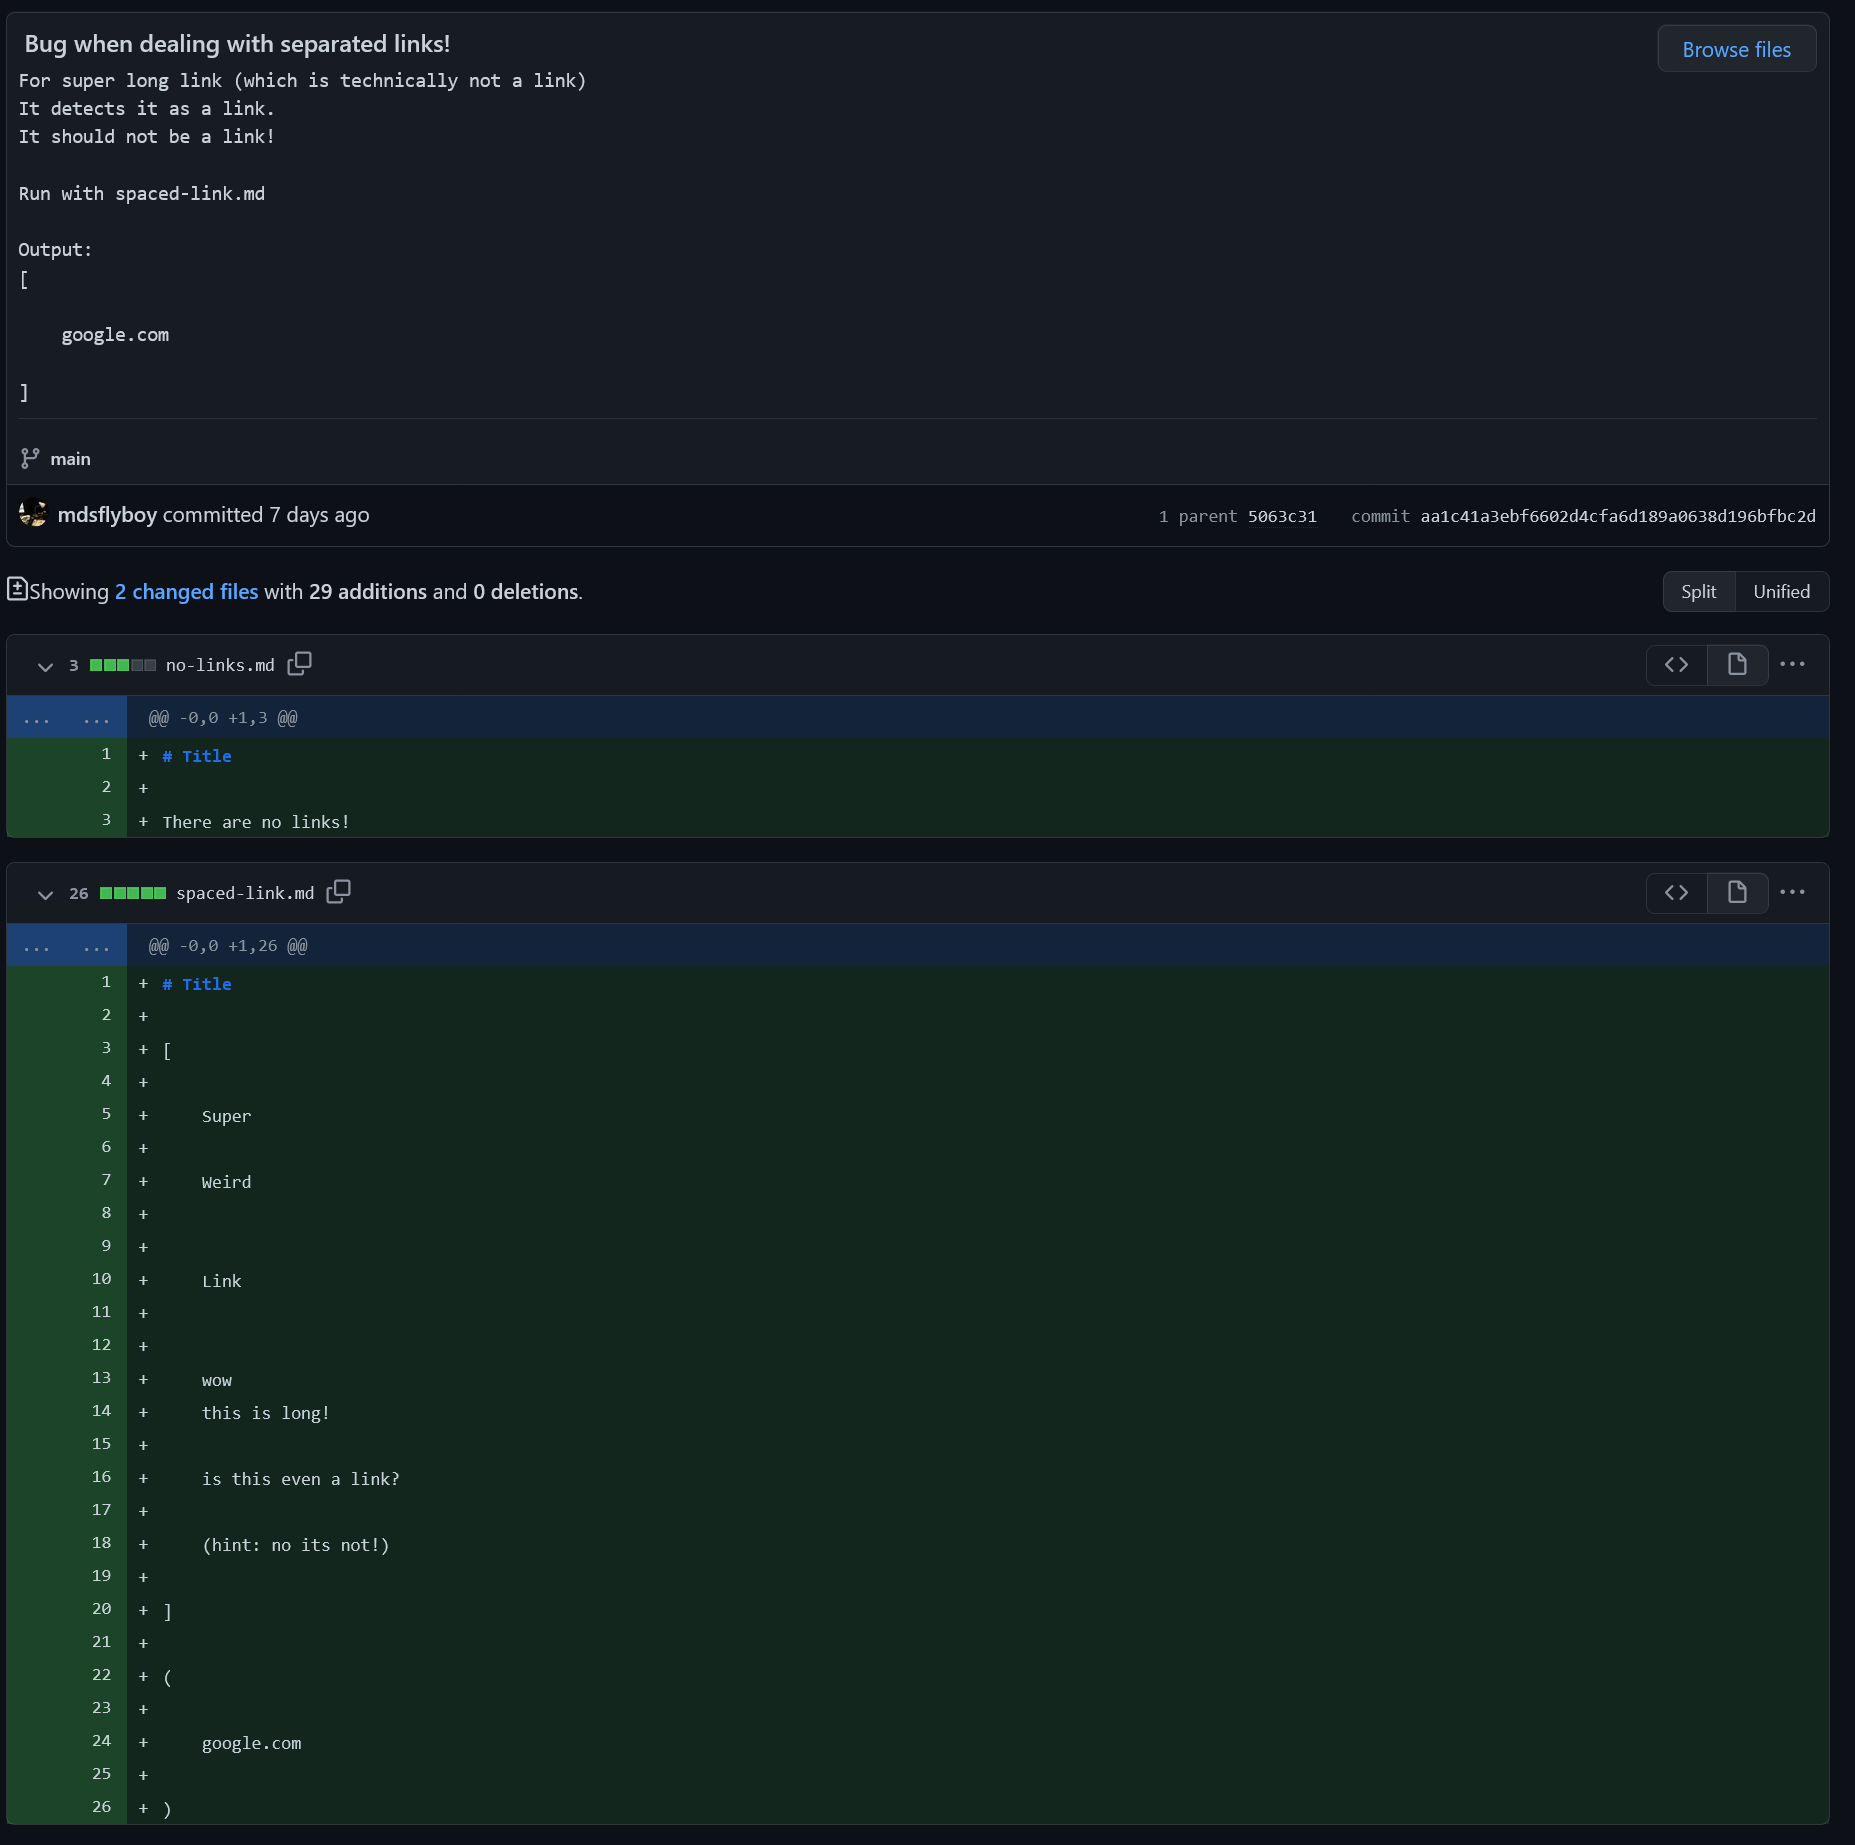 Bug when dealing with separated links!
Browse files
For super long link (which is technically not a link)
It detects it as a link.
It should not be a link!
Run with spaced-link.md
Output:
[
google.com
]
main
mdsflyboy committed 7 days ago
1 parent 5063c31 commit aa1c41a3ebf6602d4cfa6d189a0638d196bfbc2d
Showing 2 changed files with 29 additions and 0 deletions.
Split Unified
3 no-links.md
... ... @@ -0,0 +1,3 @@
1 + # Title
2 +
3 + There are no links!
26 spaced-link.md
... ... @@ -0,0 +1,26 @@
1 + # Title
2 +
3 + [
4 +
5 + Super
6 +
7 + Weird
8 +
9 +
10 + Link
11 +
12 +
13 + wow
14 + this is long!
15 +
16 + is this even a link?
17 +
18 + (hint: no its not!)
19 +
20 + ]
21 +
22 + (
23 +
24 + google.com
25 +
26 + )